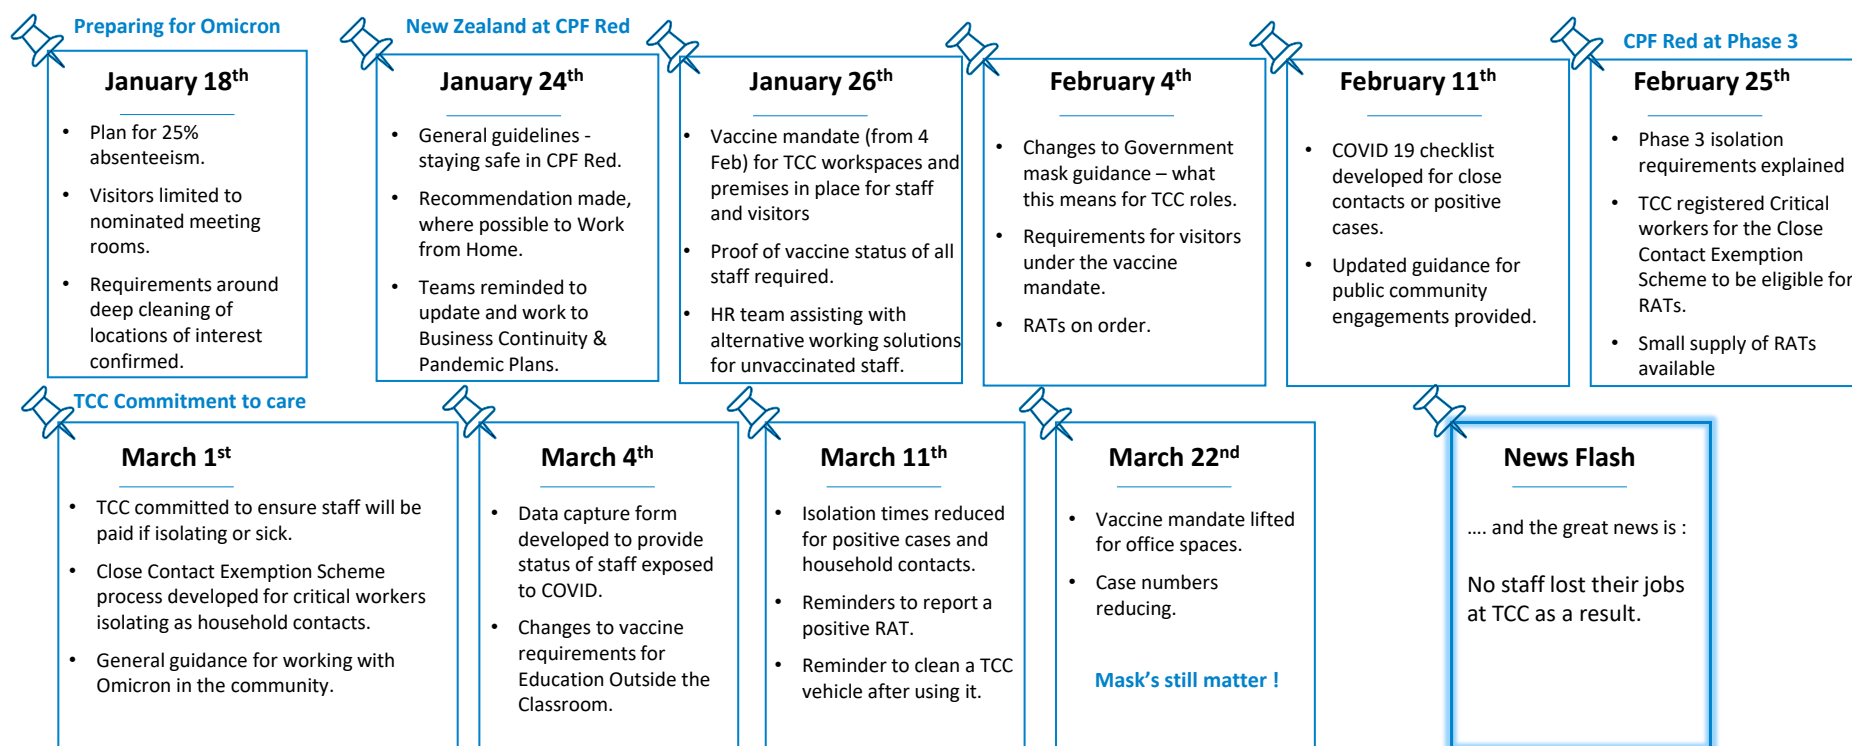 Preparing for Omicron
January 18th
• Plan for 25%
absenteeism.
• Visitors limited to
nominated meeting
rooms.
• Requirements around
deep cleaning of
locations of interest
confirmed.
New Zealand at CPF Red
January 24th
• General guidelines -
staying safe in CPF Red.
• Recommendation made,
where possible to Work
from Home.
• Teams reminded to
update and work to
Business Continuity &
Pandemic Plans.
January 26th
• Vaccine mandate (from 4
Feb) for TCC workspaces and
premises in place for staff
and visitors
• Proof of vaccine status of all
staff required.
• HR team assisting with
alternative working solutions
for unvaccinated staff.
February 4th
• Changes to Government
mask guidance – what
this means for TCC roles.
• Requirements for visitors
under the vaccine
mandate.
• RATs on order.
February 11th
• COVID 19 checklist
developed for close
contacts or positive
cases.
• Updated guidance for
public community
engagements provided.
CPF Red at Phase 3
February 25th
• Phase 3 isolation
requirements explained
• TCC registered Critical
workers for the Close
Contact Exemption
Scheme to be eligible for
RATs.
• Small supply of RATs
available
TCC Commitment to care
March 1st
• TCC committed to ensure staff will be
paid if isolating or sick.
• Close Contact Exemption Scheme
process developed for critical workers
isolating as household contacts.
• General guidance for working with
Omicron in the community.
March 4th
• Data capture form
developed to provide
status of staff exposed
to COVID.
• Changes to vaccine
requirements for
Education Outside the
Classroom.
March 11th
• Isolation times reduced
for positive cases and
household contacts.
• Reminders to report a
positive RAT.
• Reminder to clean a TCC
vehicle after using it.
March 22nd
• Vaccine mandate lifted
for office spaces.
• Case numbers
reducing.
Mask's still matter !
News Flash
.... and the great news is :
No staff lost their jobs
at TCC as a result.